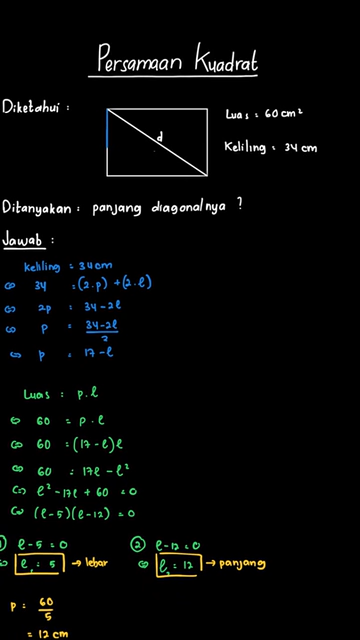 Persamaan Kuadrat
Diketahui :
d
Luas = 60 cm²
Keliling = 34 cm
Ditanyakan : panjang diagonalnya ?
Jawab :
Keliling = 34 cm
⇔ 34 = (2.p) + (2.l)
⇔ 2p = 34 - 2l
⇔ p = (34-2l)/2
⇔ p = 17 - l
Luas : p.l
⇔ 60 = p.l
⇔ 60 = (17-l)l
⇔ 60 = 17l - l²
⇔ l² - 17l + 60 = 0
⇔ (l-5)(l-12) = 0
l-5 = 0
⇔ l₁ = 5 → lebar
② l-12 = 0
⇔ l₂ = 12 → panjang
p = 60/5
= 12 cm